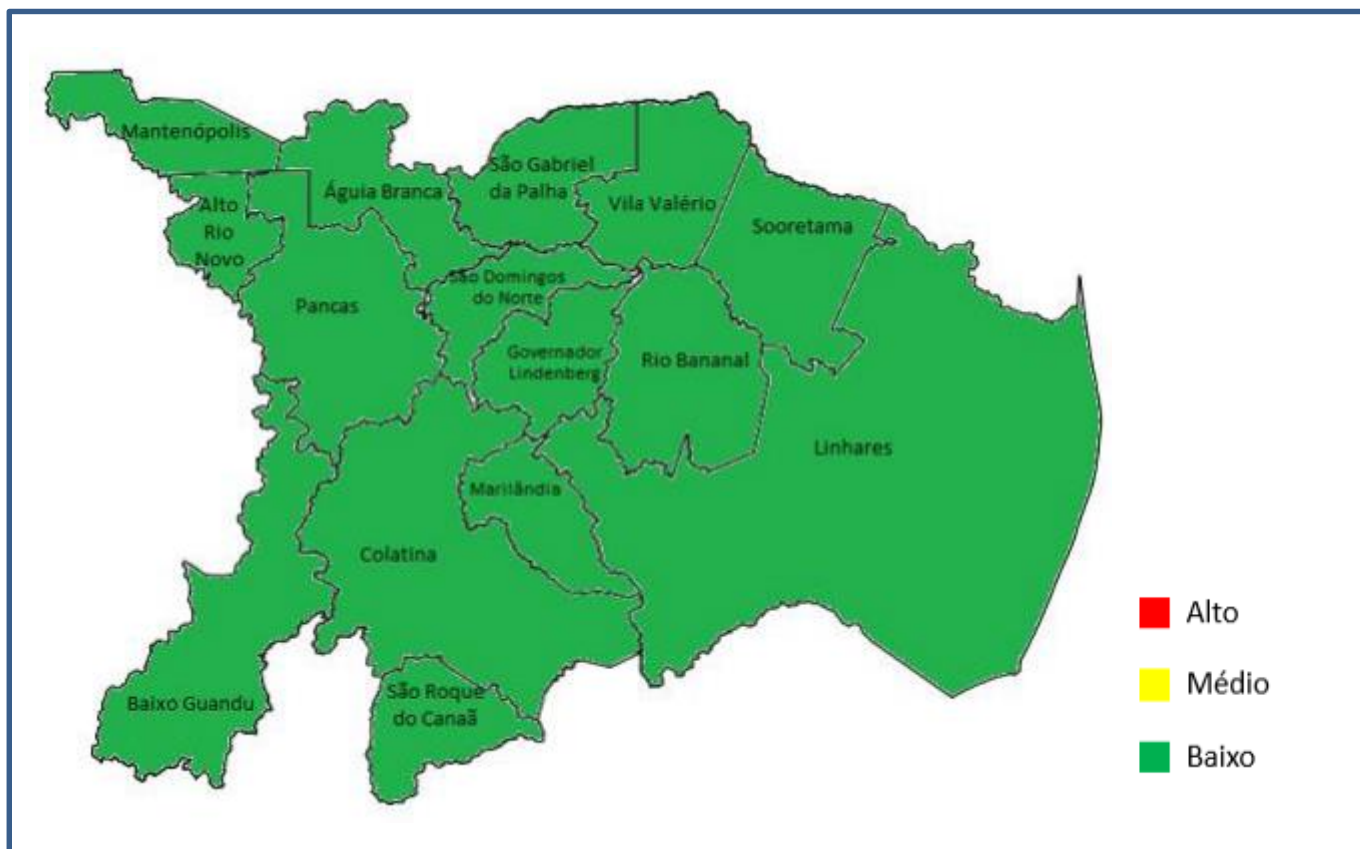 Mantenópolis
São Gabriel
da Palha
Águia Branca
Vila Valério
Alto
Rio
Novo
Sooretama
São Domingos
do Norte
Pancas
Governador
Lindenberg
Rio Bananal
Linhares
Marilândia
Colatina
Baixo Guandu
São Roque
do Canaã
Alto
Médio
Baixo